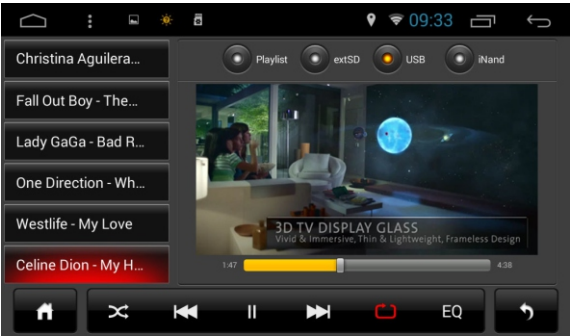 09:33
Christina Aguilera...
Fall Out Boy - The...
Lady GaGa - Bad R...
One Direction - Wh...
Westlife - My Love
Celine Dion - My H...
Playlist
extSD
USB
iNand
3D TV DISPLAY GLASS
Vivid & Immersive, Thin & Lightweight, Frameless Design
1:47
4:38
EQ